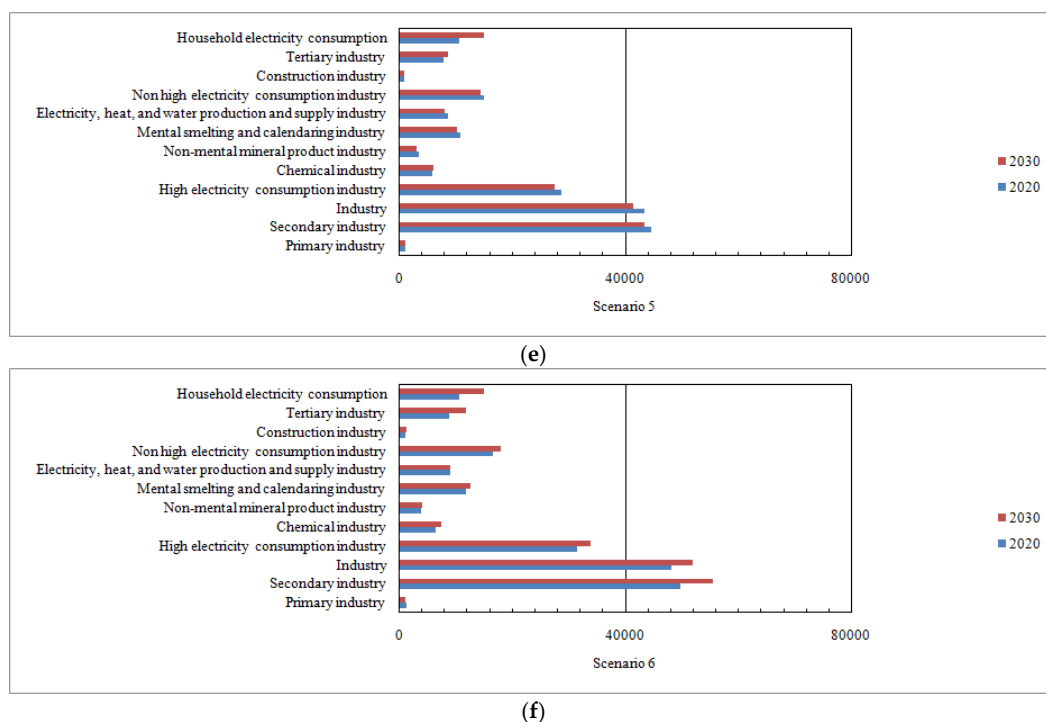 Household electricity consumption
Tertiary industry
Construction industry
Non high electricity consumption industry
Electricity, heat, and water production and supply industry
Mental smelting and calendaring industry
Non-mental mineral product industry
Chemical industry
High electricity consumption industry
Industry
Secondary industry
Primary industry
2030
2020
0 40000 80000
Scenario 5
(e)
Household electricity consumption
Tertiary industry
Construction industry
Non high electricity consumption industry
Electricity, heat, and water production and supply industry
Mental smelting and calendaring industry
Non-mental mineral product industry
Chemical industry
High electricity consumption industry
Industry
Secondary industry
Primary industry
2030
2020
0 40000 80000
Scenario 6
(f)